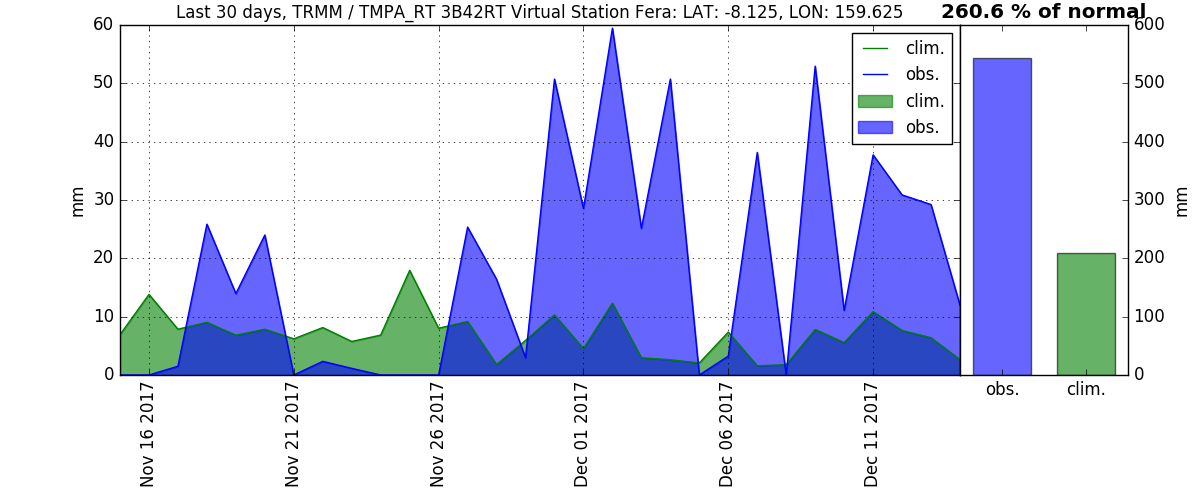 Last 30 days, TRMM / TMPA_RT 3B42RT Virtual Station Fera: LAT: -8.125, LON: 159.625
260.6 % of normal
60
50
40
30
20
10
0
mm
clim.
obs.
clim.
obs.
600
500
400
300
200
100
0
mm
Nov 16 2017
Nov 21 2017
Nov 26 2017
Dec 01 2017
Dec 06 2017
Dec 11 2017
obs.
clim.